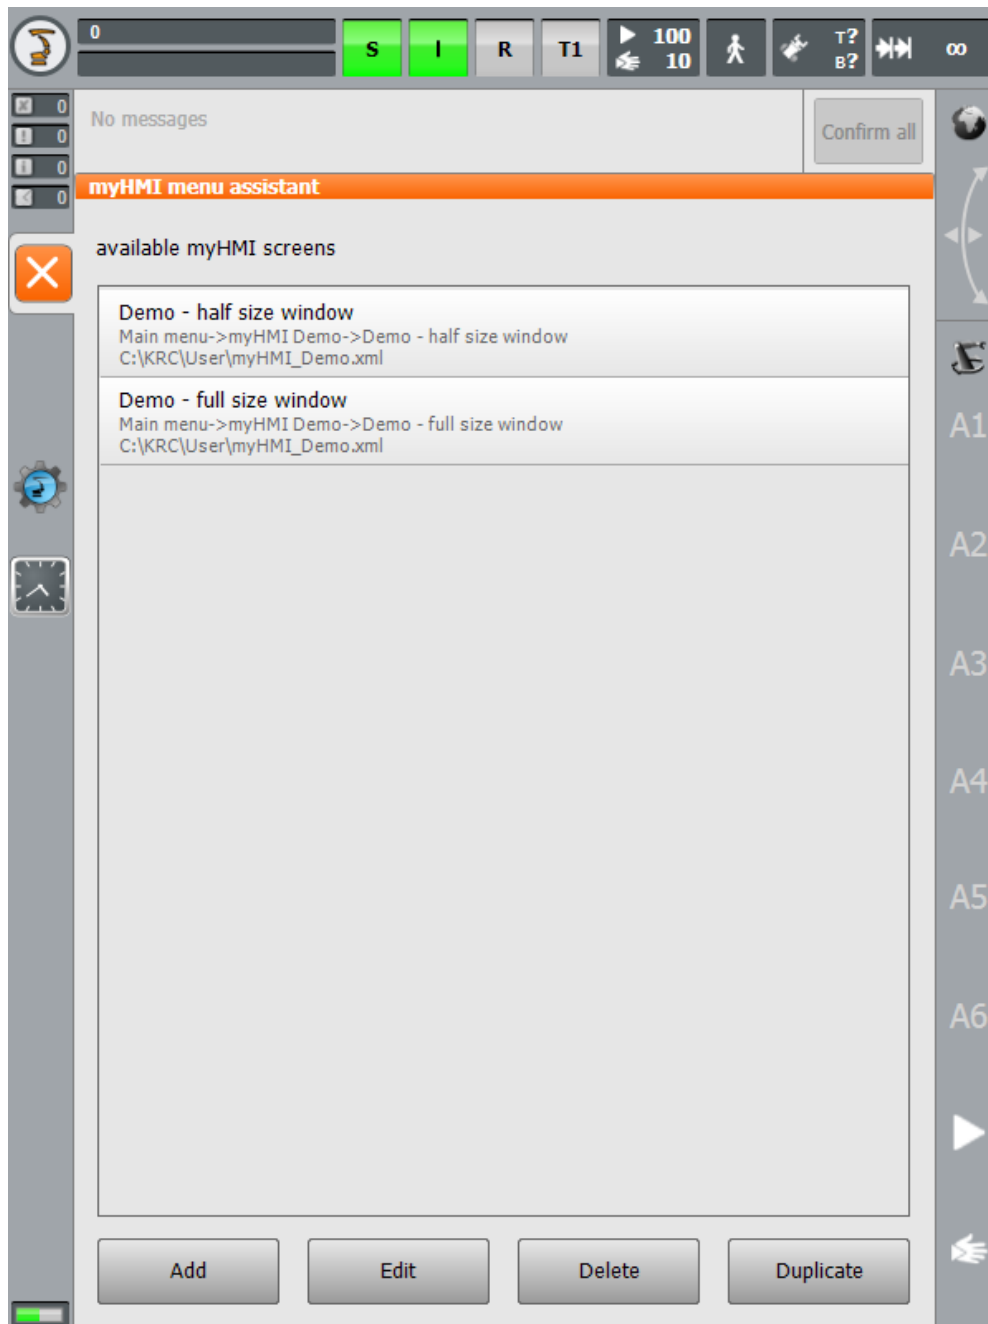 0
S I R T1 100 T? ∞
10 B?
0
0
0
0
No messages
Confirm all
myHMI menu assistant
available myHMI screens
Demo - half size window
Main menu->myHMI Demo->Demo - half size window
C:\KRC\User\myHMI_Demo.xml
Demo - full size window
Main menu->myHMI Demo->Demo - full size window
C:\KRC\User\myHMI_Demo.xml
A1
A2
A3
A4
A5
A6
Add Edit Delete Duplicate